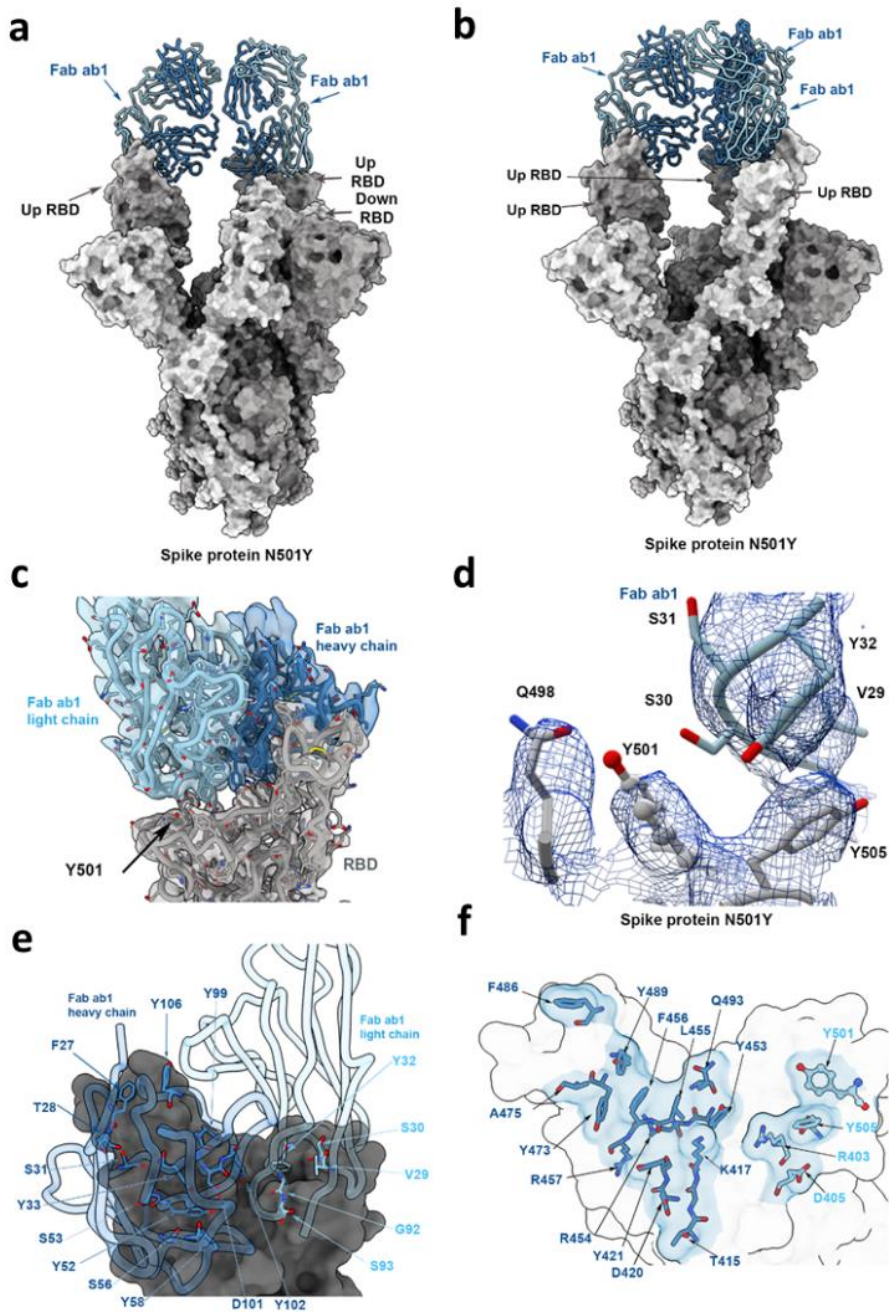 a
Fab ab1
Fab ab1
Up RBD
Up
RBD
Down
RBD
Spike protein N501Y
b
Fab ab1
Fab ab1
Fab ab1
Up RBD
Up RBD
Up RBD
Spike protein N501Y
c
Fab ab1
heavy chain
Fab ab1
light chain
Y501
RBD
d
Fab ab1
S31
Y32
V29
S30
Q498
Y501
Y505
Spike protein N501Y
e
Fab ab1
heavy chain
Y106
Y99
Fab ab1
light chain
F27
Y32
T28
S30
S31
V29
Y33
G92
S53
S93
Y52
S56
Y58
D101
Y102
f
F486
Y489
F456
L455
Q493
Y453
Y501
A475
Y505
Y473
R403
K417
R457
D405
R454
Y421
D420
T415